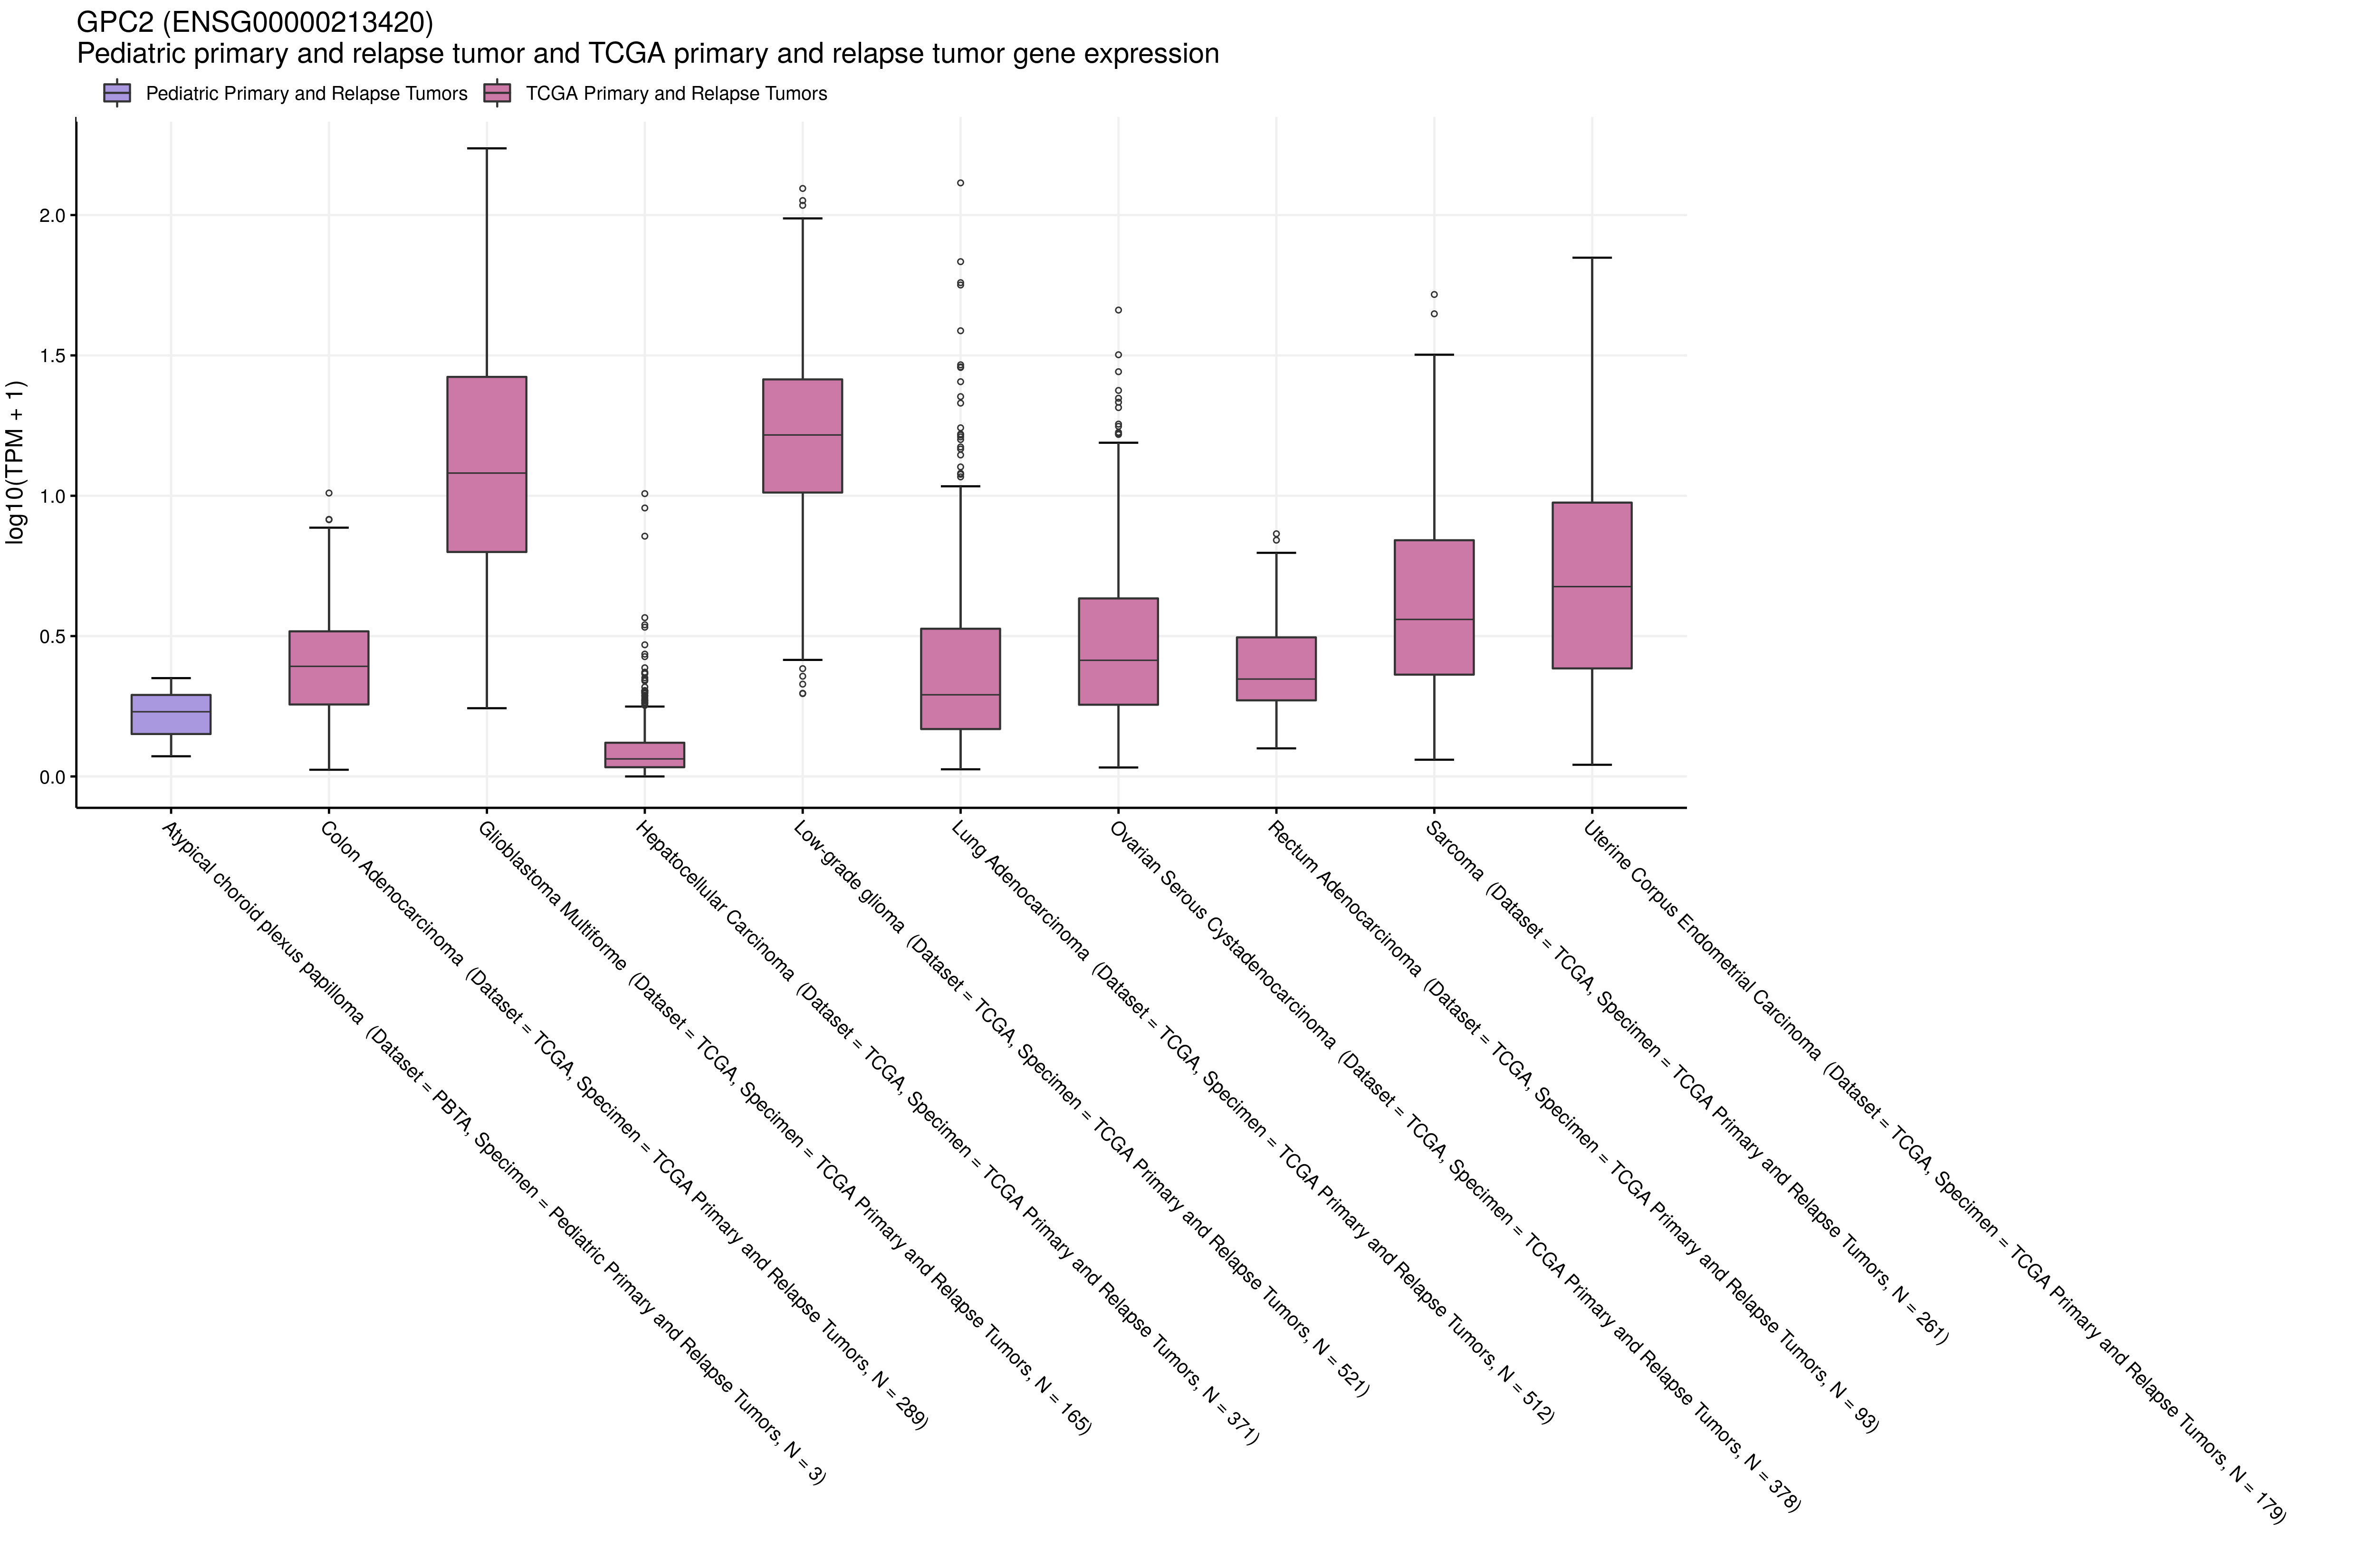 GPC2 (ENSG00000213420)
Pediatric primary and relapse tumor and TCGA primary and relapse tumor gene expression
Pediatric Primary and Relapse Tumors
TCGA Primary and Relapse Tumors
log10(TPM + 1)
2.0
1.5
1.0
0.5
0.0
Atypical choroid plexus papilloma (Dataset = PBTA, Specimen = Pediatric Primary and Relapse Tumors, N = 3)
Colon Adenocarcinoma (Dataset = TCGA, Specimen = TCGA Primary and Relapse Tumors, N = 289)
Glioblastoma Multiforme (Dataset = TCGA, Specimen = TCGA Primary and Relapse Tumors, N = 165)
Hepatocellular Carcinoma (Dataset = TCGA, Specimen = TCGA Primary and Relapse Tumors, N = 371)
Low-grade glioma (Dataset = TCGA, Specimen = TCGA Primary and Relapse Tumors, N = 521)
Lung Adenocarcinoma (Dataset = TCGA, Specimen = TCGA Primary and Relapse Tumors, N = 512)
Ovarian Serous Cystadenocarcinoma (Dataset = TCGA, Specimen = TCGA Primary and Relapse Tumors, N = 378)
Rectum Adenocarcinoma (Dataset = TCGA, Specimen = TCGA Primary and Relapse Tumors, N = 93)
Sarcoma (Dataset = TCGA, Specimen = TCGA Primary and Relapse Tumors, N = 261)
Uterine Corpus Endometrial Carcinoma (Dataset = TCGA, Specimen = TCGA Primary and Relapse Tumors, N = 179)